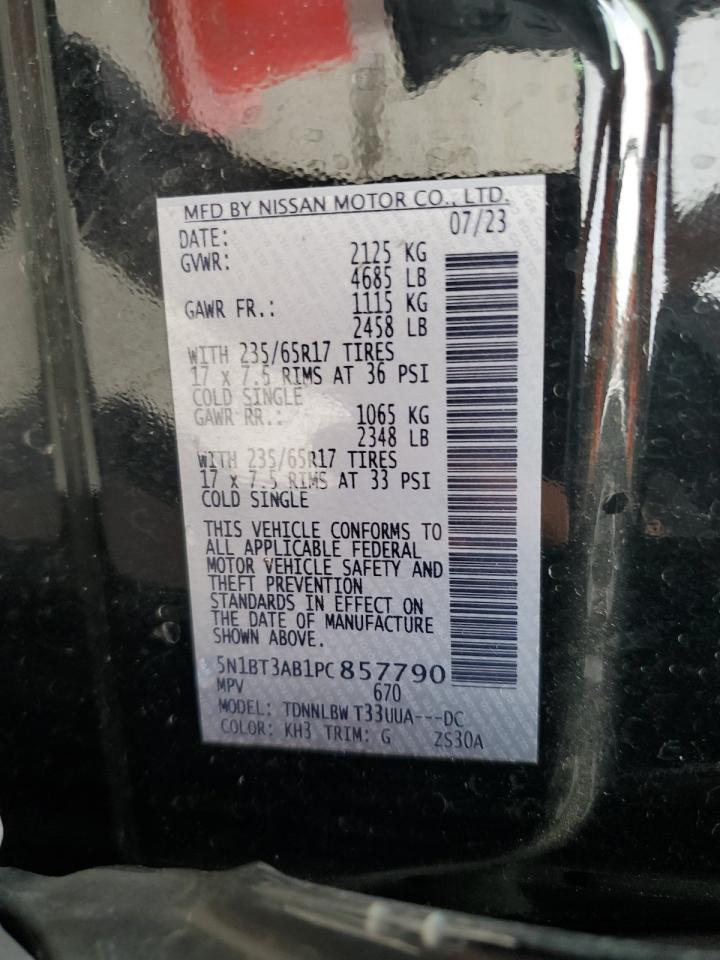 MFD BY NISSAN MOTOR CO., LTD.
DATE: 07/23
GVWR: 2125 KG
4685 LB
GAWR FR.: 1115 KG
2458 LB
WITH 235/65R17 TIRES
17 x 7.5 RIMS AT 36 PSI
COLD SINGLE
GAWR RR.: 1065 KG
2348 LB
WITH 235/65R17 TIRES
17 x 7.5 RIMS AT 33 PSI
COLD SINGLE
THIS VEHICLE CONFORMS TO
ALL APPLICABLE FEDERAL
MOTOR VEHICLE SAFETY AND
THEFT PREVENTION
STANDARDS IN EFFECT ON
THE DATE OF MANUFACTURE
SHOWN ABOVE.
5N1BT3AB1PC857790
MPV 670
MODEL: TDNNLBW T33UUA---DC
COLOR: KH3 TRIM: G ZS30A